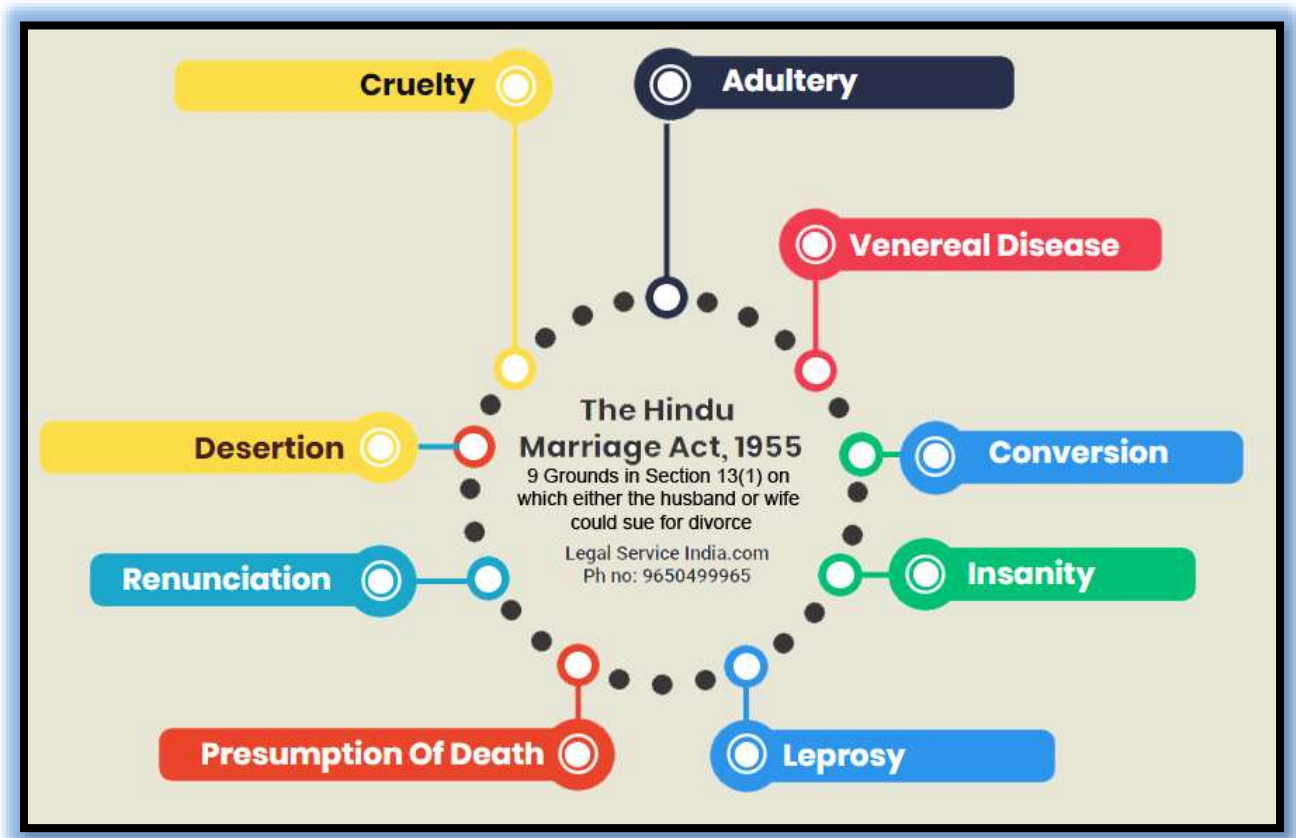 Cruelty
Adultery
Venereal Disease
Desertion
The Hindu
Marriage Act, 1955
9 Grounds in Section 13(1) on
which either the husband or wife
could sue for divorce
Legal Service India.com
Ph no: 9650499965
Conversion
Renunciation
Insanity
Presumption Of Death
Leprosy